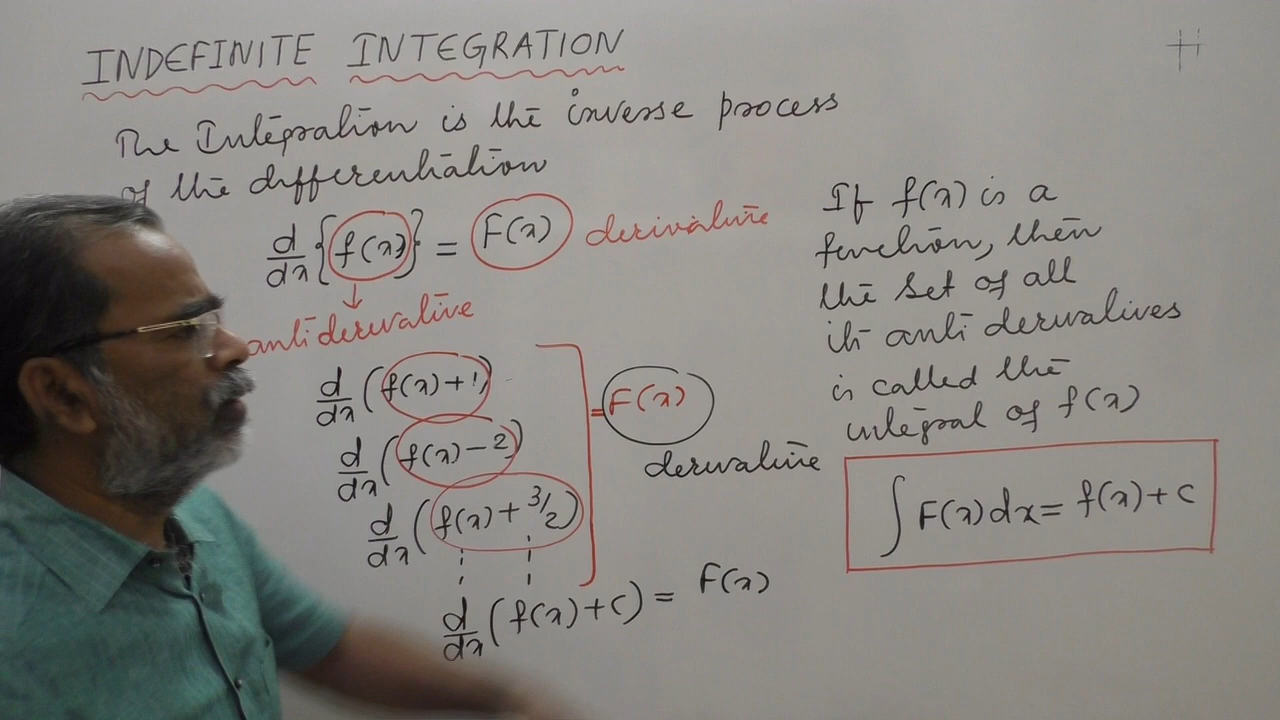 INDEFINITE INTEGRATION
The Integration is the inverse process
of the differentiation
d/dx {f(x)} = F(x) derivative
antiderivative
d/dx (f(x)+1)
d/dx (f(x)-2)
d/dx (f(x)+3/2)
= F(x)
derivative
d/dx (f(x)+c) = F(x)
If f(x) is a
function, then
the set of all
its anti derivatives
is called the
integral of f(x)
∫ F(x) dx = f(x) + c